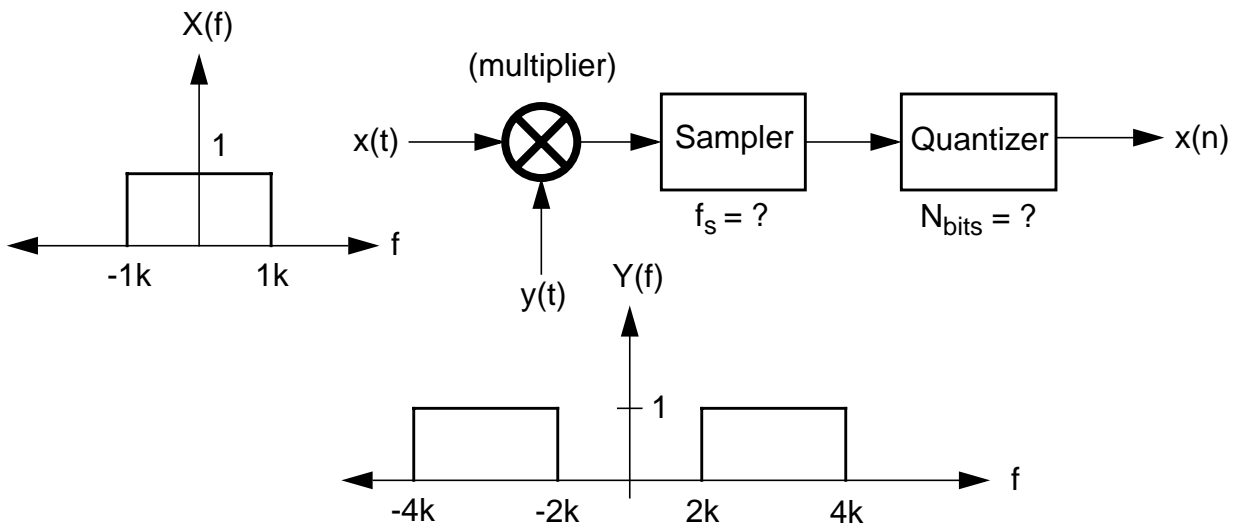 X(f)
1
-1k
1k
f
(multiplier)
x(t)
y(t)
Sampler
f_s = ?
Quantizer
N_bits = ?
x(n)
Y(f)
1
-4k
-2k
2k
4k
f